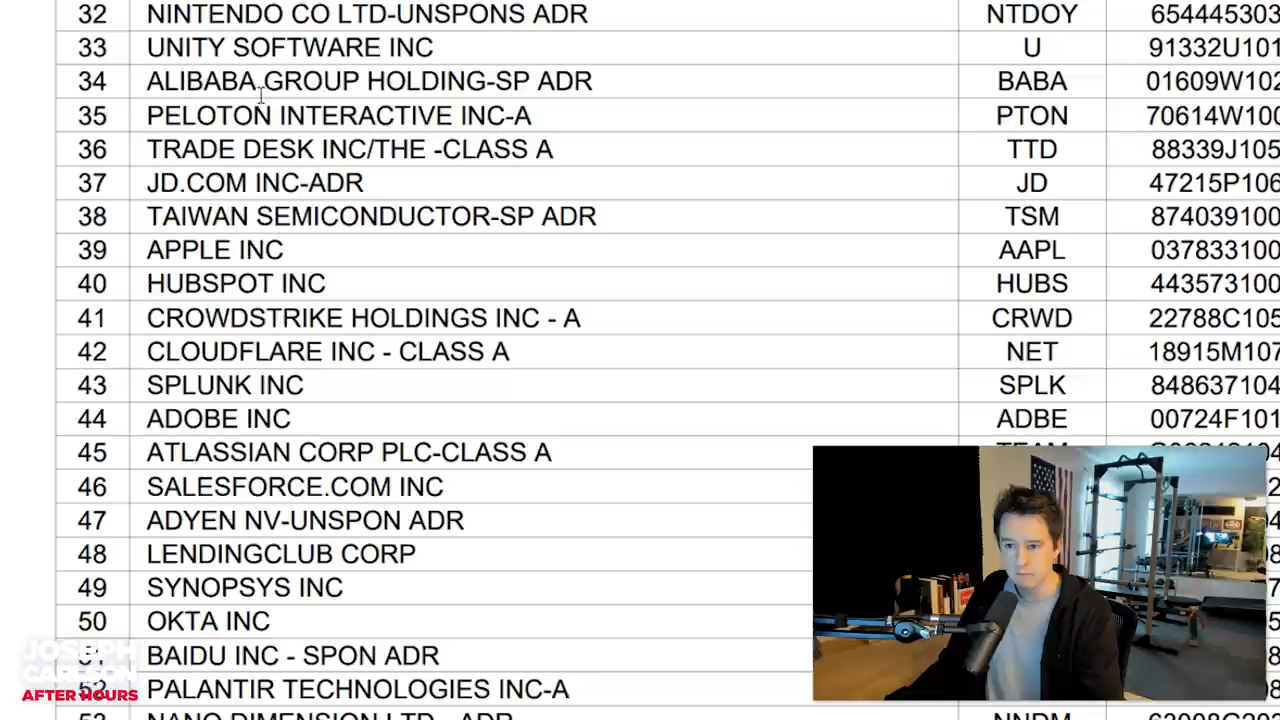 32 NINTENDO CO LTD-UNSPONS ADR NTDOY 654445303
33 UNITY SOFTWARE INC U 91332U101
34 ALIBABA GROUP HOLDING-SP ADR BABA 01609W102
35 PELOTON INTERACTIVE INC-A PTON 70614W100
36 TRADE DESK INC/THE -CLASS A TTD 88339J105
37 JD.COM INC-ADR JD 47215P106
38 TAIWAN SEMICONDUCTOR-SP ADR TSM 874039100
39 APPLE INC AAPL 037833100
40 HUBSPOT INC HUBS 443573100
41 CROWDSTRIKE HOLDINGS INC - A CRWD 22788C105
42 CLOUDFLARE INC - CLASS A NET 18915M107
43 SPLUNK INC SPLK 848637104
44 ADOBE INC ADBE 00724F101
45 ATLASSIAN CORP PLC-CLASS A
46 SALESFORCE.COM INC
47 ADYEN NV-UNSPON ADR
48 LENDINGCLUB CORP
49 SYNOPSYS INC
50 OKTA INC
51 BAIDU INC - SPON ADR
52 PALANTIR TECHNOLOGIES INC-A
JOSEPH
CARLSON
AFTER HOURS